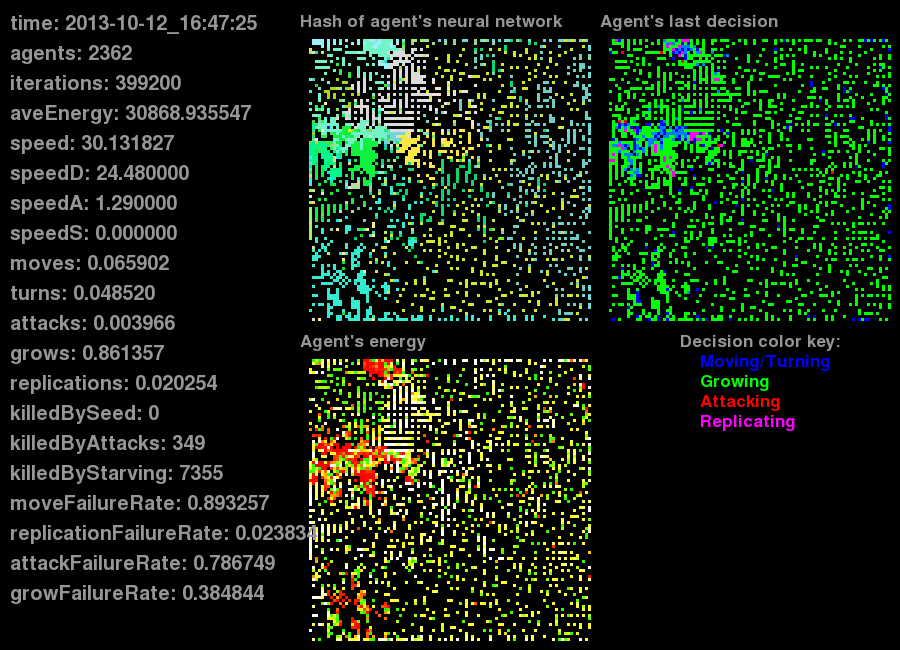 time: 2013-10-12_16:47:25
agents: 2362
iterations: 399200
aveEnergy: 30868.935547
speed: 30.131827
speedD: 24.480000
speedA: 1.290000
speedS: 0.000000
moves: 0.065902
turns: 0.048520
attacks: 0.003966
grows: 0.861357
replications: 0.020254
killedBySeed: 0
killedByAttacks: 349
killedByStarving: 7355
moveFailureRate: 0.893257
replicationFailureRate: 0.023834
attackFailureRate: 0.786749
growFailureRate: 0.384844
Hash of agent's neural network
Agent's last decision
Agent's energy
Decision color key:
Moving/Turning
Growing
Attacking
Replicating